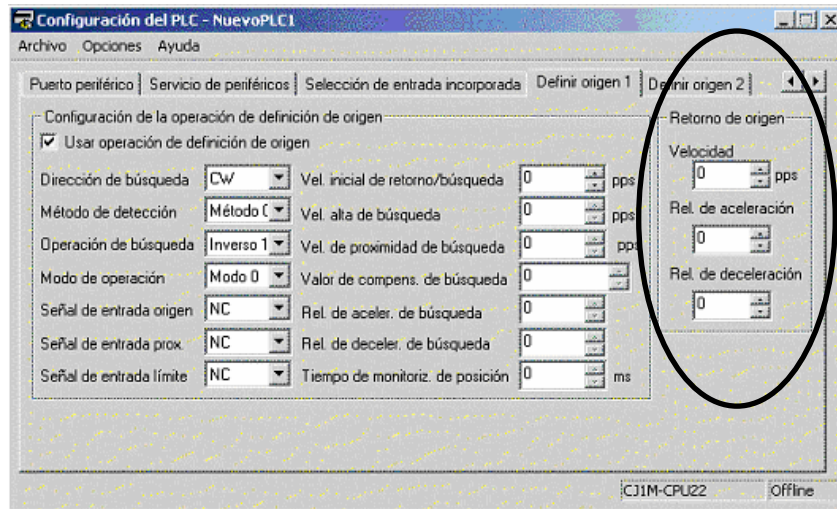 Configuración del PLC - NuevoPLC1
Archivo Opciones Ayuda
Puerto periférico Servicio de periféricos Selección de entrada incorporada Definir origen 1 Definir origen 2
Configuración de la operación de definición de origen
Usar operación de definición de origen
Dirección de búsqueda CW Vel. inicial de retorno/búsqueda 0 pps
Método de detección Método Vel. alta de búsqueda 0 pps
Operación de búsqueda Inverso 1 Vel. de proximidad de búsqueda 0 pps
Modo de operación Modo 0 Valor de compens. de búsqueda 0
Señal de entrada origen NC Rel. de aceler. de búsqueda 0
Señal de entrada prox. NC Rel. de deceler. de búsqueda 0
Señal de entrada límite NC Tiempo de monitoriz. de posición 0 ms
Retorno de origen
Velocidad
0 pps
Rel. de aceleración
0
Rel. de deceleración
0
CJ1M-CPU22 Offline